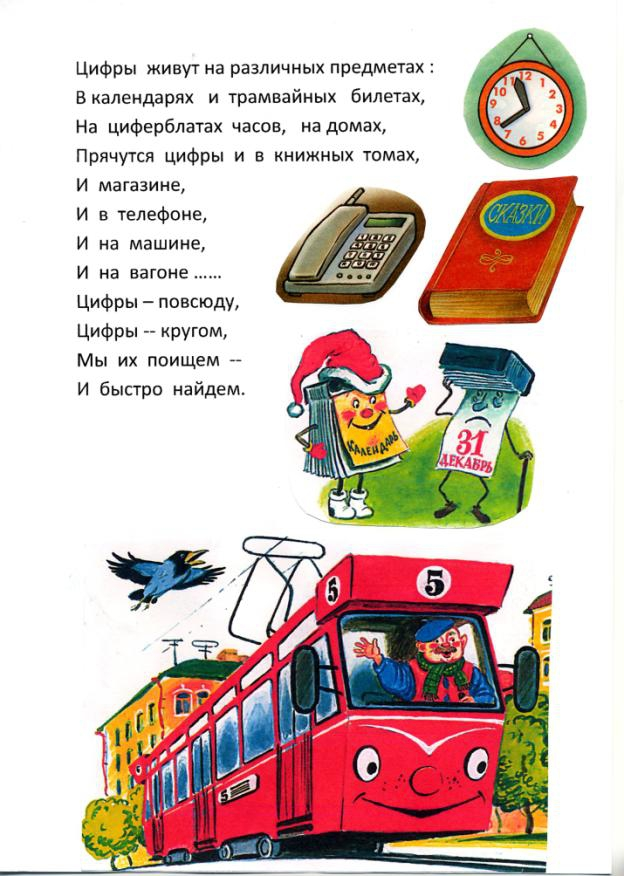 Цифры живут на различных предметах :
В календарях и трамвайных билетах,
На циферблатах часов, на домах,
Прячутся цифры и в книжных томах,
И магазине,
И в телефоне,
И на машине,
И на вагоне ......
Цифры – повсюду,
Цифры -- кругом,
Мы их поищем --
И быстро найдем.
12
1
2
3
4
5
6
7
8
9
10
11
СКАЗКИ
КАЛЕНДАРЬ
31
ДЕКАБРЬ
5
5
5